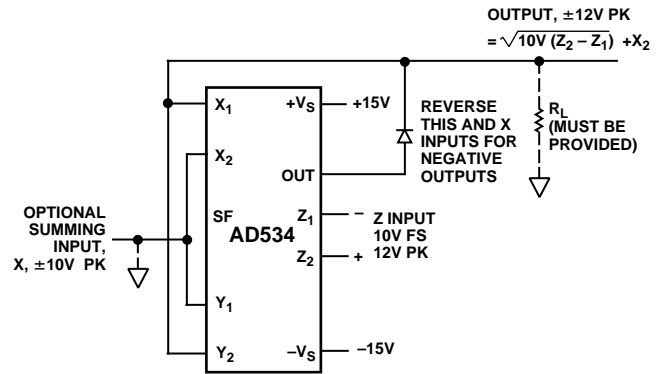 OUTPUT, ±12V PK
= √10V (Z2 – Z1) +X2
X1
+VS
+15V
REVERSE
THIS AND X
INPUTS FOR
NEGATIVE
OUTPUTS
RL
(MUST BE
PROVIDED)
X2
OUT
OPTIONAL
SUMMING
INPUT,
X, ±10V PK
SF
AD534
Z1
–
Z INPUT
10V FS
12V PK
Z2
+
Y1
Y2
–VS
–15V